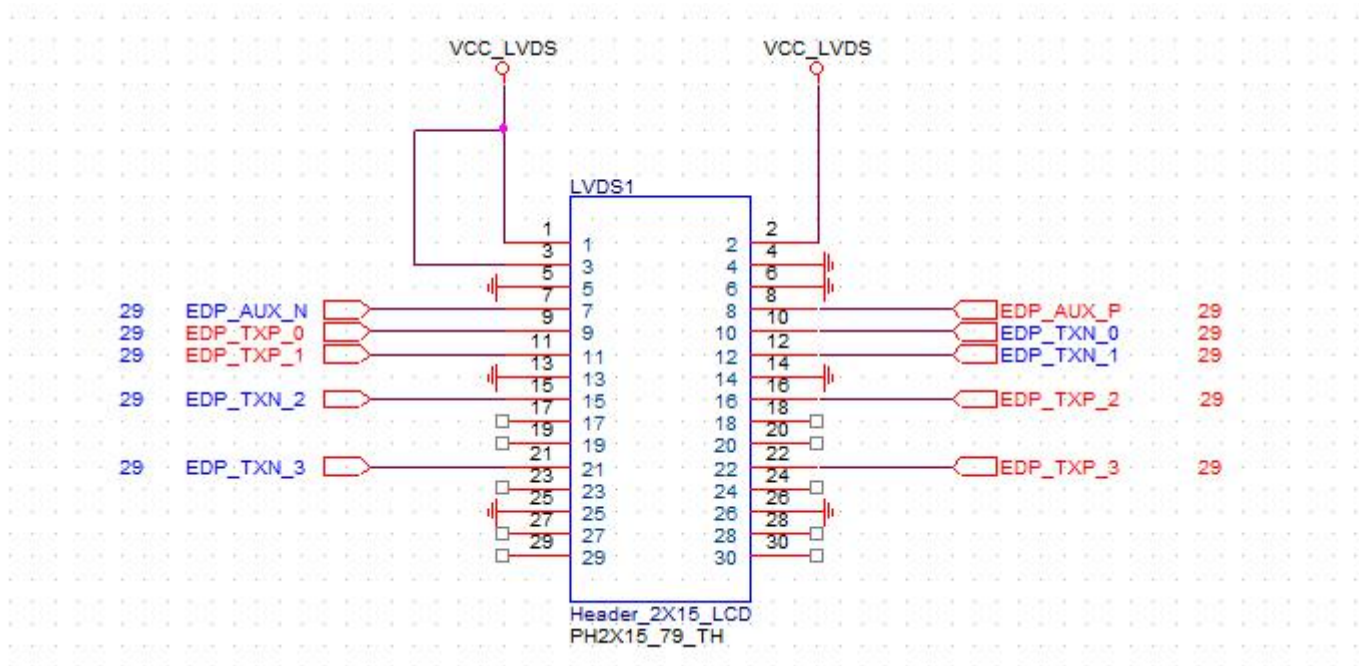 VCC_LVDS VCC_LVDS
LVDS1
1 1 2 2
3 3 4 4
5 5 6 6
29 EDP_AUX_N 7 7 8 8 EDP_AUX_P 29
29 EDP_TXP_0 9 9 10 10 EDP_TXN_0 29
29 EDP_TXP_1 11 11 12 12 EDP_TXN_1 29
13 13 14 14
29 EDP_TXN_2 15 15 16 16 EDP_TXP_2 29
17 17 18 18
19 19 20 20
29 EDP_TXN_3 21 21 22 22 EDP_TXP_3 29
23 23 24 24
25 25 26 26
27 27 28 28
29 29 30 30
Header_2X15_LCD
PH2X15_79_TH